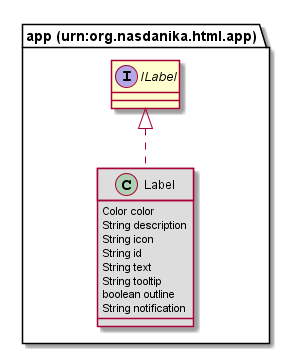 app (urn:org.nasdanika.html.app)
I ILabel
C Label
Color color
String description
String icon
String id
String text
String tooltip
boolean outline
String notification